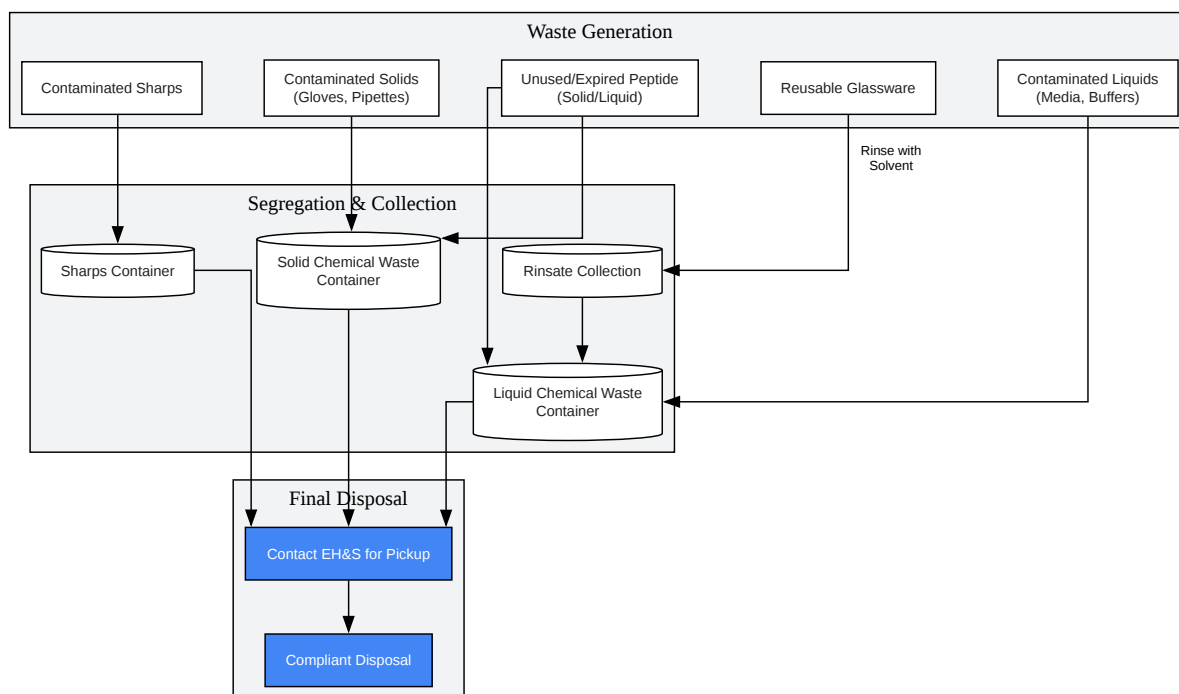 Waste Generation
Contaminated Sharps
Contaminated Solids
(Gloves, Pipettes)
Unused/Expired Peptide
(Solid/Liquid)
Reusable Glassware
Contaminated Liquids
(Media, Buffers)
Rinse with
Solvent
Segregation & Collection
Sharps Container
Solid Chemical Waste
Container
Rinsate Collection
Liquid Chemical Waste
Container
Final Disposal
Contact EH&S for Pickup
Compliant Disposal